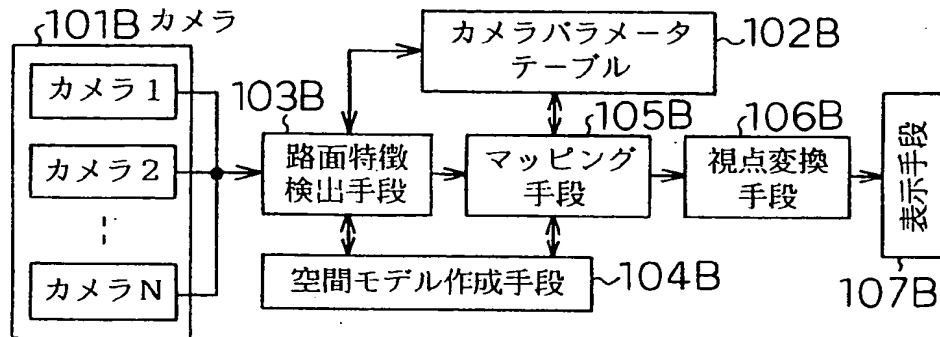 101B カメラ
カメラ1
カメラ2
カメラN
103B
路面特徴
検出手段
カメラパラメータ
テーブル
102B
105B
マッピング
手段
空間モデル作成手段
104B
106B
視点変換
手段
表示手段
107B